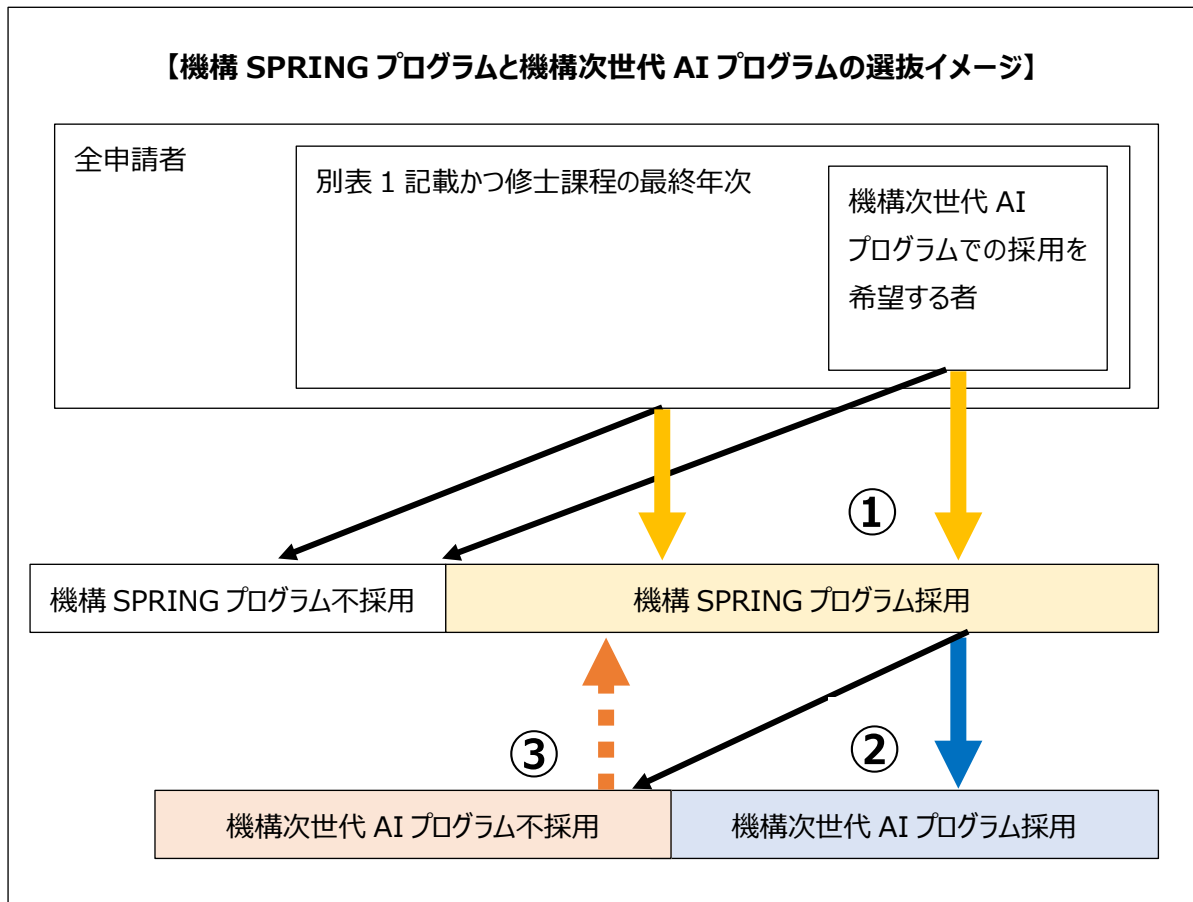 【機構 SPRING プログラムと機構次世代 AI プログラムの選抜イメージ】
全申請者
別表 1 記載かつ修士課程の最終年次
機構次世代 AI
プログラムでの採用を
希望する者
①
機構 SPRING プログラム不採用
機構 SPRING プログラム採用
③
②
機構次世代 AI プログラム不採用
機構次世代 AI プログラム採用